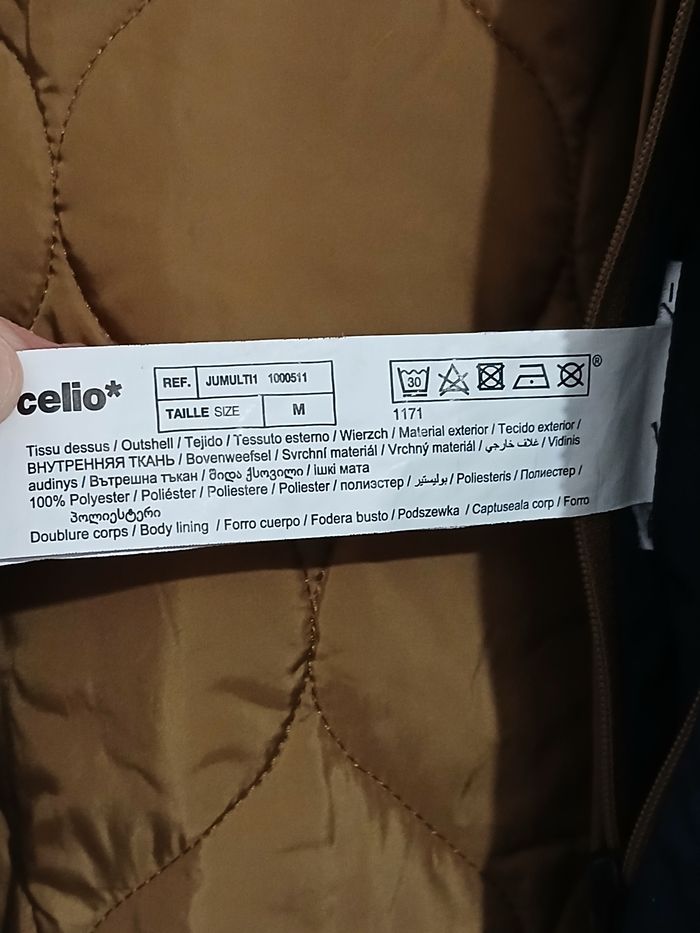 celio*
REF. JUMULTI1 1000511
TAILLE SIZE M
30
®
1171
Tissu dessus / Outshell / Tejido / Tessuto esterno / Wierzch / Material exterior / Tecido exterior /
ВНУТРЕННЯЯ ТКАНЬ / Bovenweefsel / Svrchní materiál / Vrchný materiál / غلاف خارجي / Vidinis
audinys / Вътрешна тъкан / შიდა ქსოვილი / ішкі мата
100% Polyester / Poliéster / Poliestere / Poliester / полиэстер / بوليستير / Poliesteris / Полиестер /
პოლიესტერი
Doublure corps / Body lining / Forro cuerpo / Fodera busto / Podszewka / Captuseala corp / Forro